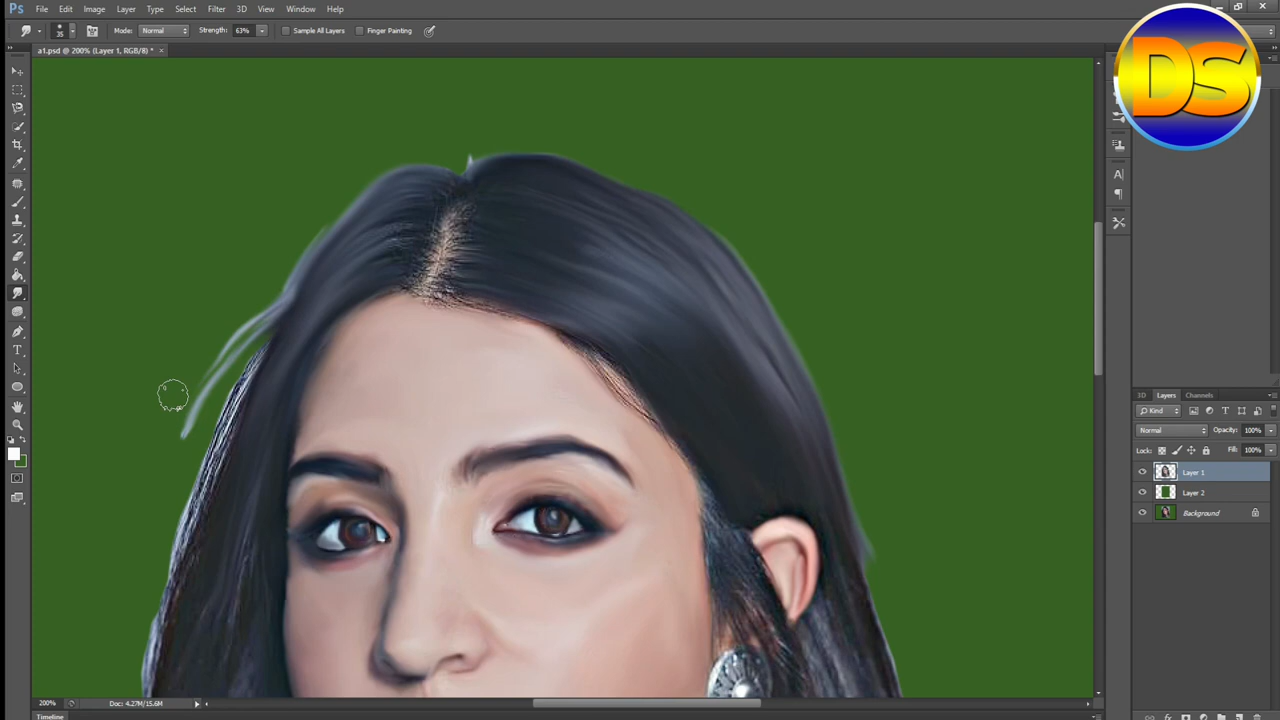 Ps File Edit Image Layer Type Select Filter 3D View Window Help
35 Mode: Normal Strength: 63% Sample All Layers Finger Painting
a1.psd @ 200% (Layer 1, RGB/8) * ×
DS
3D Layers Channels
Kind
Normal Opacity: 100%
Lock: Fill: 100%
Layer 1
Layer 2
Background
200% Doc: 4.27M/15.6M
Timeline